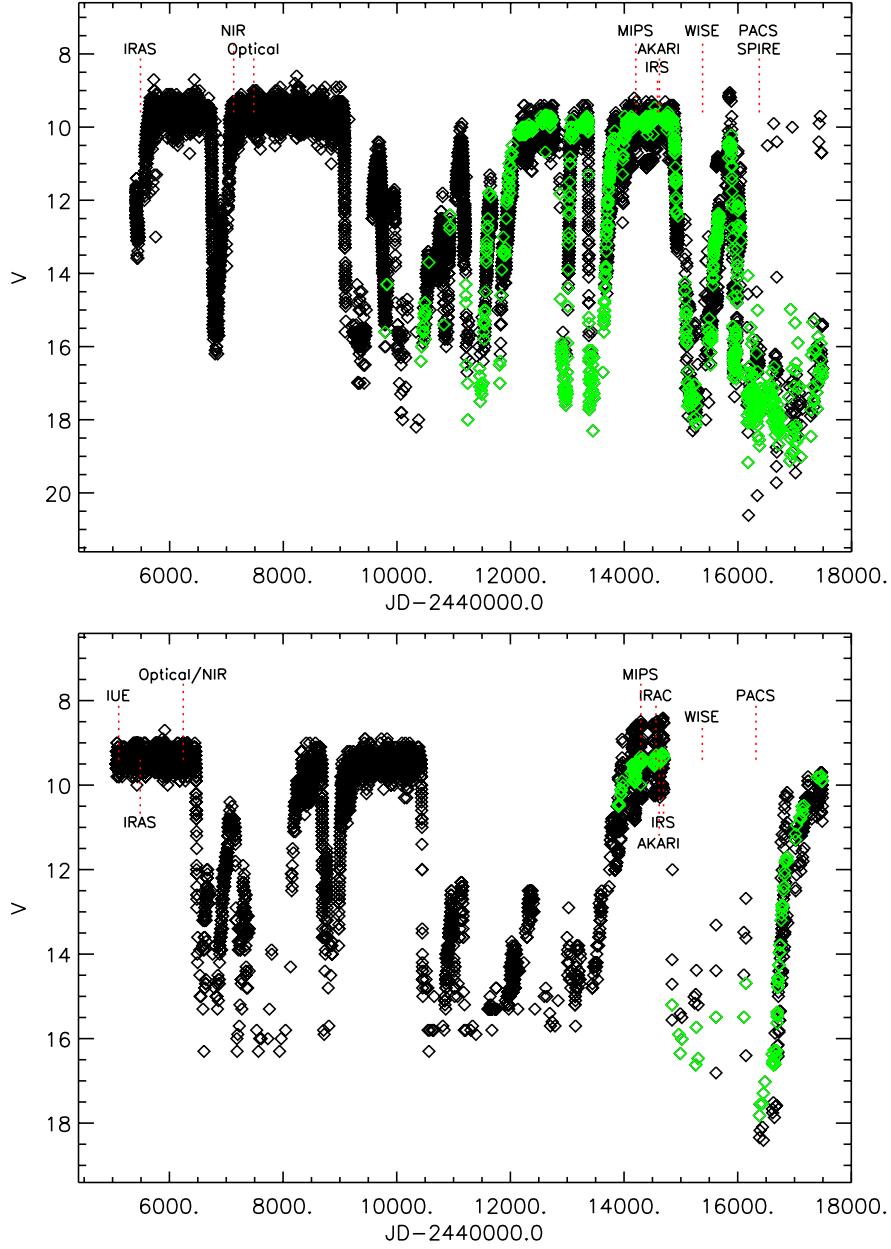 NIR
MIPS WISE PACS
IRAS Optical AKARI SPIRE
IRS
8
10
12
14
16
18
20
V
6000. 8000. 10000. 12000. 14000. 16000. 18000.
JD-2440000.0
Optical/NIR MIPS
IUE IRAC PACS
WISE
IRAS IRS
AKARI
8
10
12
14
16
18
V
6000. 8000. 10000. 12000. 14000. 16000. 18000.
JD-2440000.0